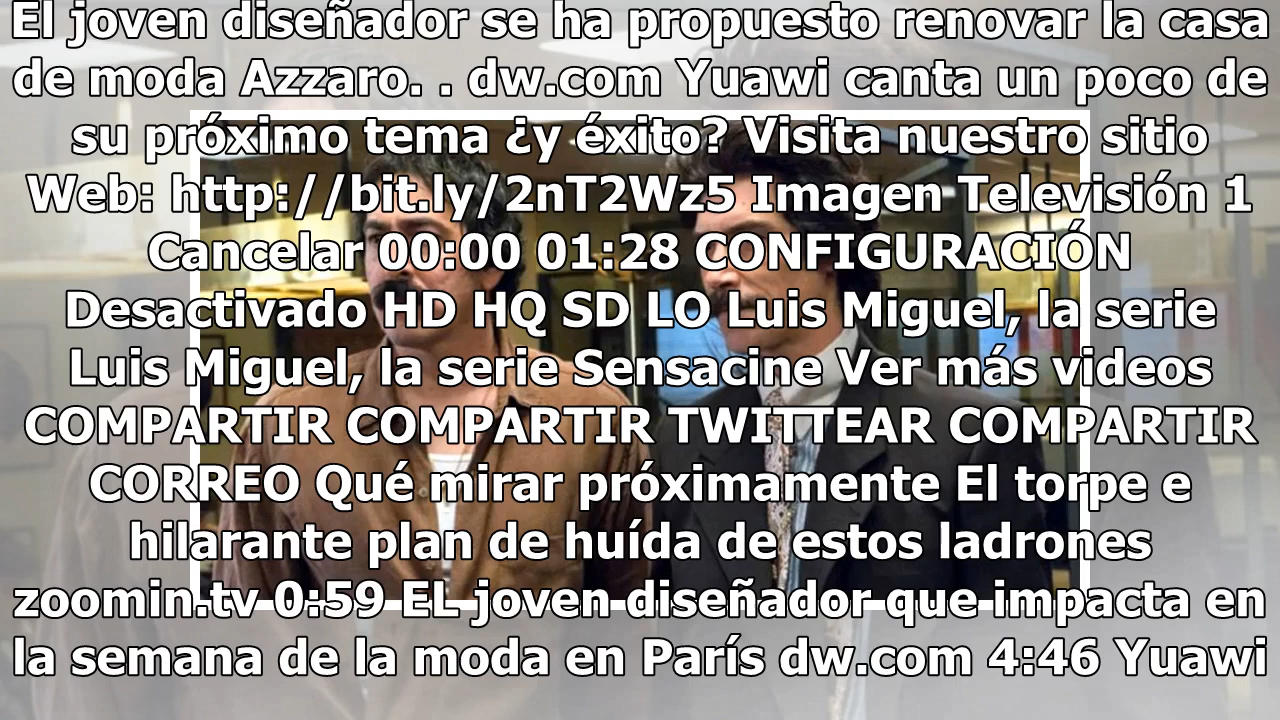 El joven diseñador se ha propuesto renovar la casa
de moda Azzaro. . dw.com Yuawi canta un poco de
su próximo tema ¿y éxito? Visita nuestro sitio
Web: http://bit.ly/2nT2Wz5 Imagen Televisión 1
Cancelar 00:00 01:28 CONFIGURACIÓN
Desactivado HD HQ SD LO Luis Miguel, la serie
Luis Miguel, la serie Sensacine Ver más videos
COMPARTIR COMPARTIR TWITTEAR COMPARTIR
CORREO Qué mirar próximamente El torpe e
hilarante plan de huída de estos ladrones
zoomin.tv 0:59 EL joven diseñador que impacta en
la semana de la moda en París dw.com 4:46 Yuawi